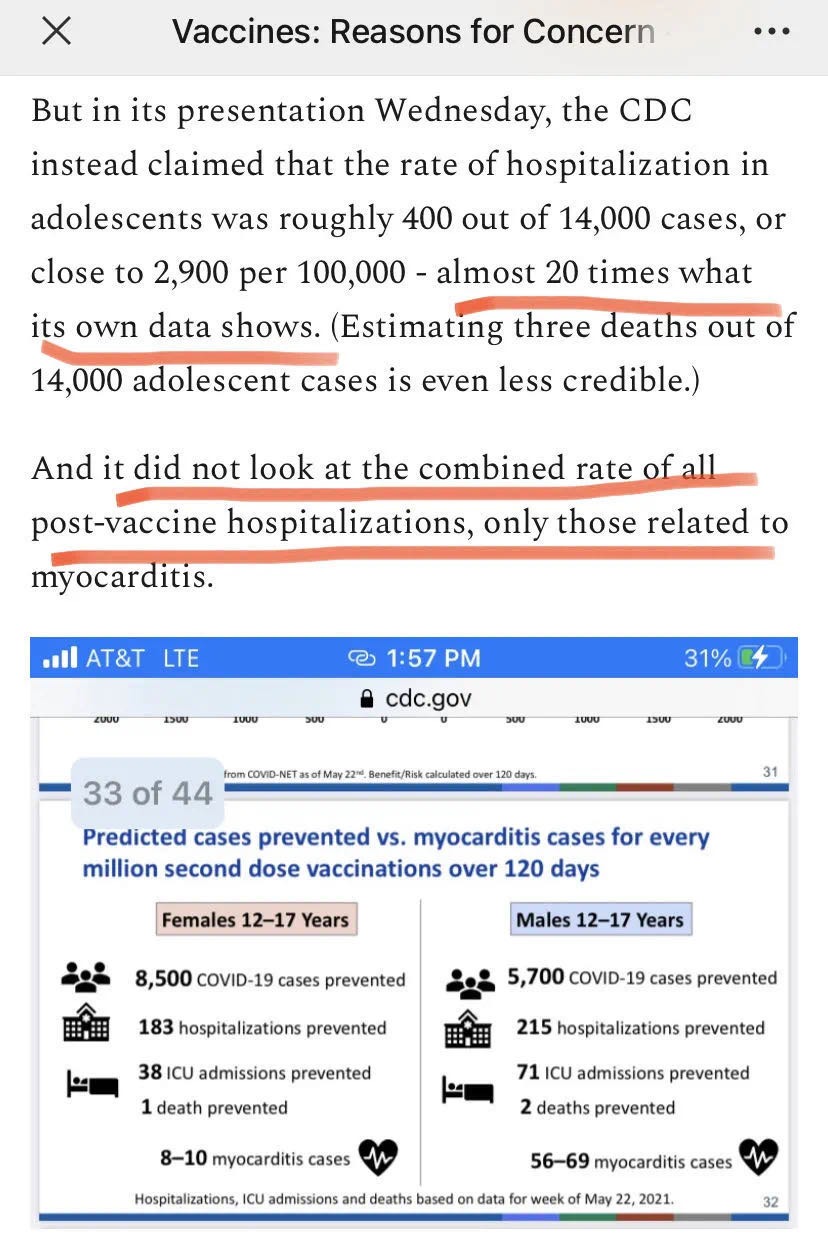 Vaccines: Reasons for Concern
But in its presentation Wednesday, the CDC
instead claimed that the rate of hospitalization in
adolescents was roughly 400 out of 14,000 cases, or
close to 2,900 per 100,000 - almost 20 times what
its own data shows. (Estimating three deaths out of
14,000 adolescent cases is even less credible.)
And it did not look at the combined rate of all
post-vaccine hospitalizations, only those related to
myocarditis.
AT&T LTE 1:57 PM 31%
cdc.gov
2000 1500 1000 500 0 0 500 1000 1500 2000
from COVID-NET as of May 22nd. Benefit/Risk calculated over 120 days. 31
33 of 44
Predicted cases prevented vs. myocarditis cases for every
million second dose vaccinations over 120 days
Females 12–17 Years
8,500 COVID-19 cases prevented
183 hospitalizations prevented
38 ICU admissions prevented
1 death prevented
8–10 myocarditis cases
Males 12–17 Years
5,700 COVID-19 cases prevented
215 hospitalizations prevented
71 ICU admissions prevented
2 deaths prevented
56–69 myocarditis cases
Hospitalizations, ICU admissions and deaths based on data for week of May 22, 2021. 32